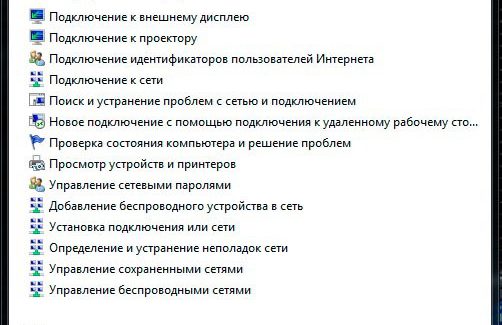 Подключение к внешнему дисплею
Подключение к проектору
Подключение идентификаторов пользователей Интернета
Подключение к сети
Поиск и устранение проблем с сетью и подключением
Новое подключение с помощью подключения к удаленному рабочему сто...
Проверка состояния компьютера и решение проблем
Просмотр устройств и принтеров
Управление сетевыми паролями
Добавление беспроводного устройства в сеть
Установка подключения или сети
Определение и устранение неполадок сети
Управление сохраненными сетями
Управление беспроводными сетями